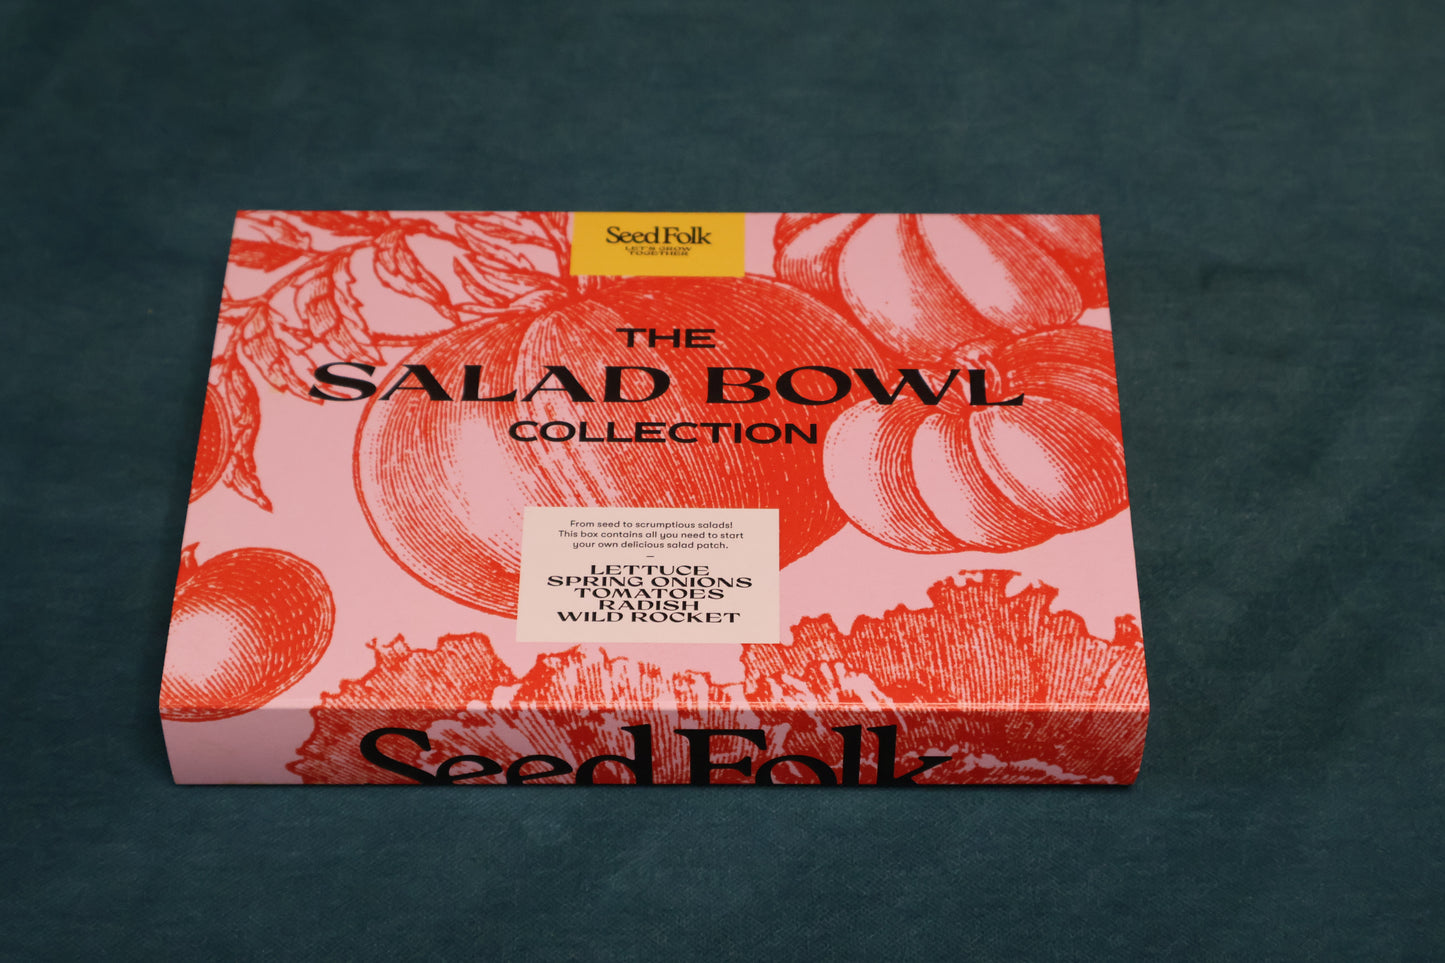 Seed Folk
LET'S GROW
TOGETHER
THE
SALAD BOWL
COLLECTION
From seed to scrumptious salads!
This box contains all you need to start
your own delicious salad patch.
–
LETTUCE
SPRING ONIONS
TOMATOES
RADISH
WILD ROCKET
Seed Folk